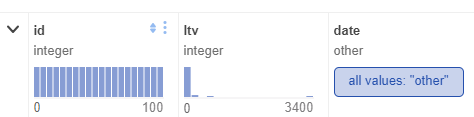 id
ltv
date
integer
integer
other
all values: "other"
0
100
0
3400